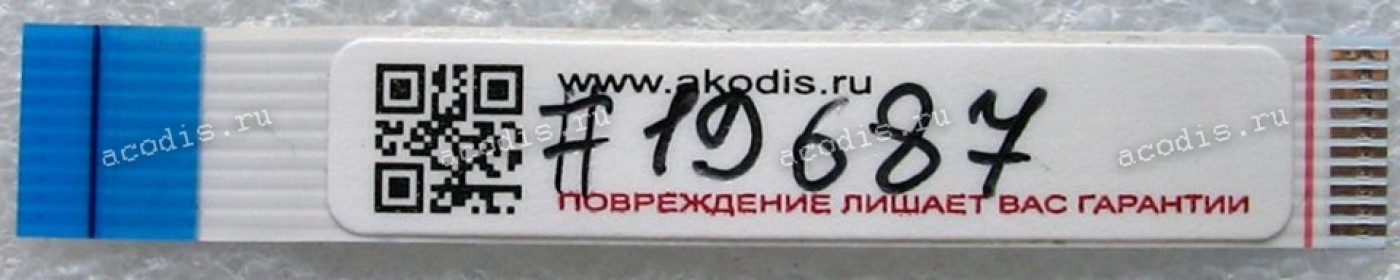 www.akodis.ru
#19687
ПОВРЕЖДЕНИЕ ЛИШАЕТ ВАС ГАРАНТИИ
acodis.ru
acodis.ru
acodis.ru
acodis.ru